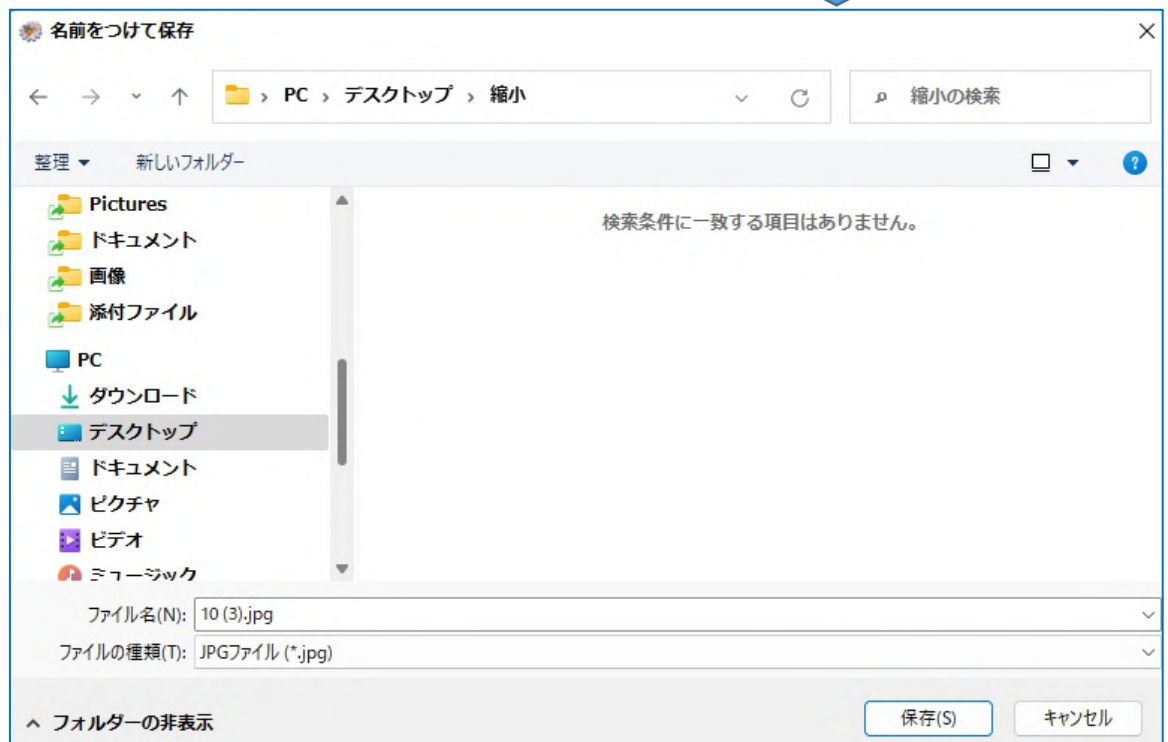 名前をつけて保存
PC › デスクトップ › 縮小
縮小の検索
整理 新しいフォルダー
Pictures
検索条件に一致する項目はありません。
ドキュメント
画像
添付ファイル
PC
ダウンロード
デスクトップ
ドキュメント
ピクチャ
ビデオ
ミュージック
ファイル名(N): 10 (3).jpg
ファイルの種類(T): JPGファイル (*.jpg)
フォルダーの非表示
保存(S) キャンセル